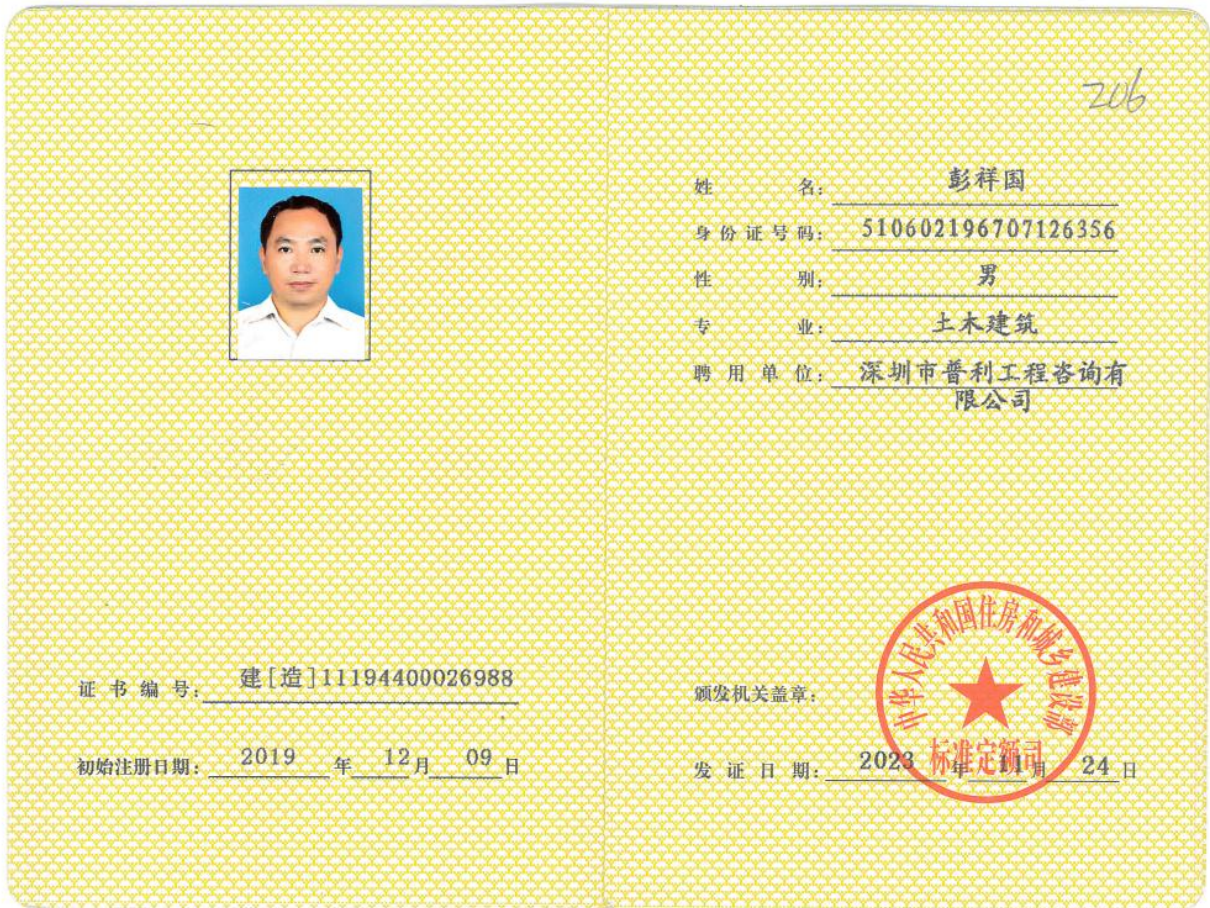 206
姓名：彭祥国
身份证号码：510602196707126356
性别：男
专业：土木建筑
聘用单位：深圳市普利工程咨询有
限公司
证书编号：建[造]11194400026988
初始注册日期：2019年12月09日
颁发机关盖章：
中华人民共和国住房和城乡建设部
标准定额司
发证日期：2023年11月24日